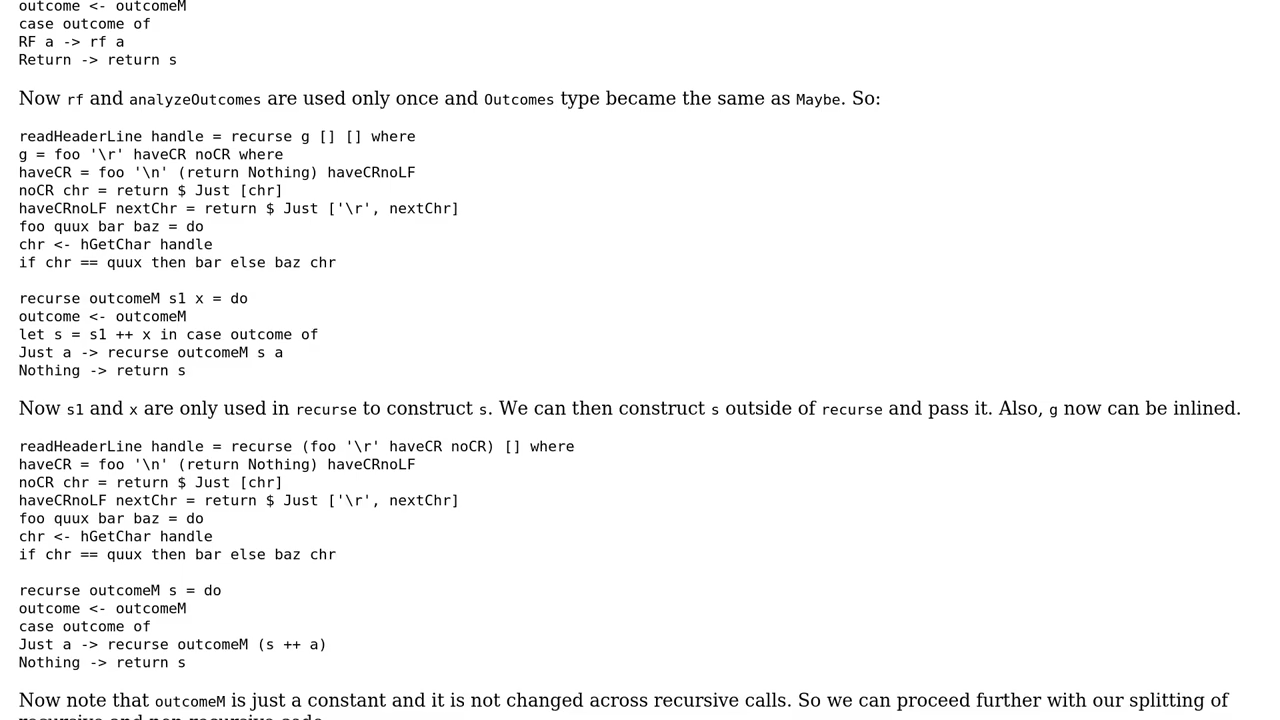 outcome <- outcomeM
case outcome of
RF a -> rf a
Return -> return s
Now rf and analyzeOutcomes are used only once and Outcomes type became the same as Maybe. So:
readHeaderLine handle = recurse g [] [] where
g = foo '\r' haveCR noCR where
haveCR = foo '\n' (return Nothing) haveCRnoLF
noCR chr = return $ Just [chr]
haveCRnoLF nextChr = return $ Just ['\r', nextChr]
foo quux bar baz = do
chr <- hGetChar handle
if chr == quux then bar else baz chr
recurse outcomeM s1 x = do
outcome <- outcomeM
let s = s1 ++ x in case outcome of
Just a -> recurse outcomeM s a
Nothing -> return s
Now s1 and x are only used in recurse to construct s. We can then construct s outside of recurse and pass it. Also, g now can be inlined.
readHeaderLine handle = recurse (foo '\r' haveCR noCR) [] where
haveCR = foo '\n' (return Nothing) haveCRnoLF
noCR chr = return $ Just [chr]
haveCRnoLF nextChr = return $ Just ['\r', nextChr]
foo quux bar baz = do
chr <- hGetChar handle
if chr == quux then bar else baz chr
recurse outcomeM s = do
outcome <- outcomeM
case outcome of
Just a -> recurse outcomeM (s ++ a)
Nothing -> return s
Now note that outcomeM is just a constant and it is not changed across recursive calls. So we can proceed further with our splitting of
recursive and non-recursive code.